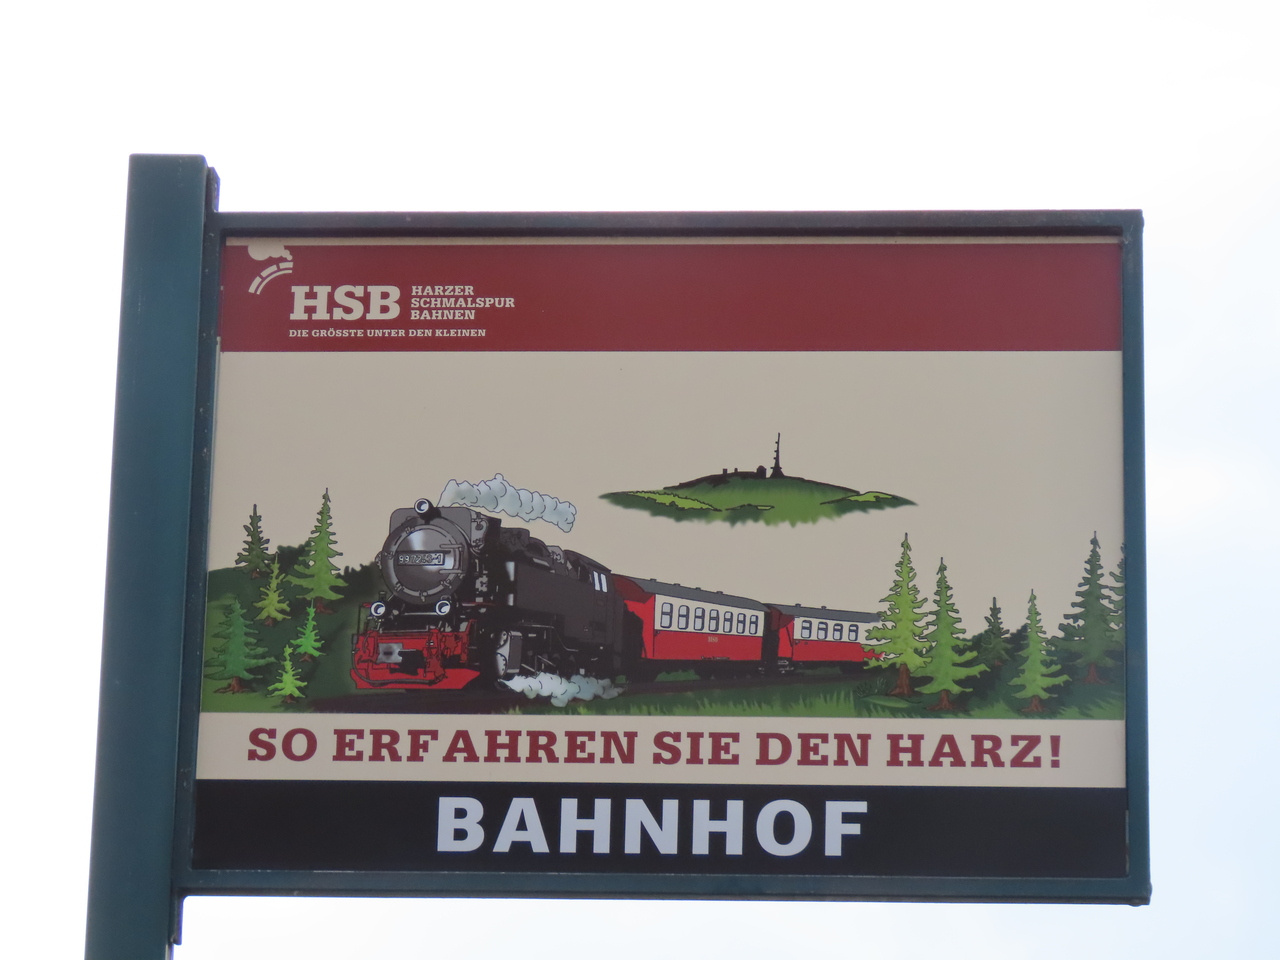 HSB
HARZER
SCHMALSPUR
BAHNEN
DIE GRÖSSTE UNTER DEN KLEINEN
SO ERFAHREN SIE DEN HARZ!
BAHNHOF